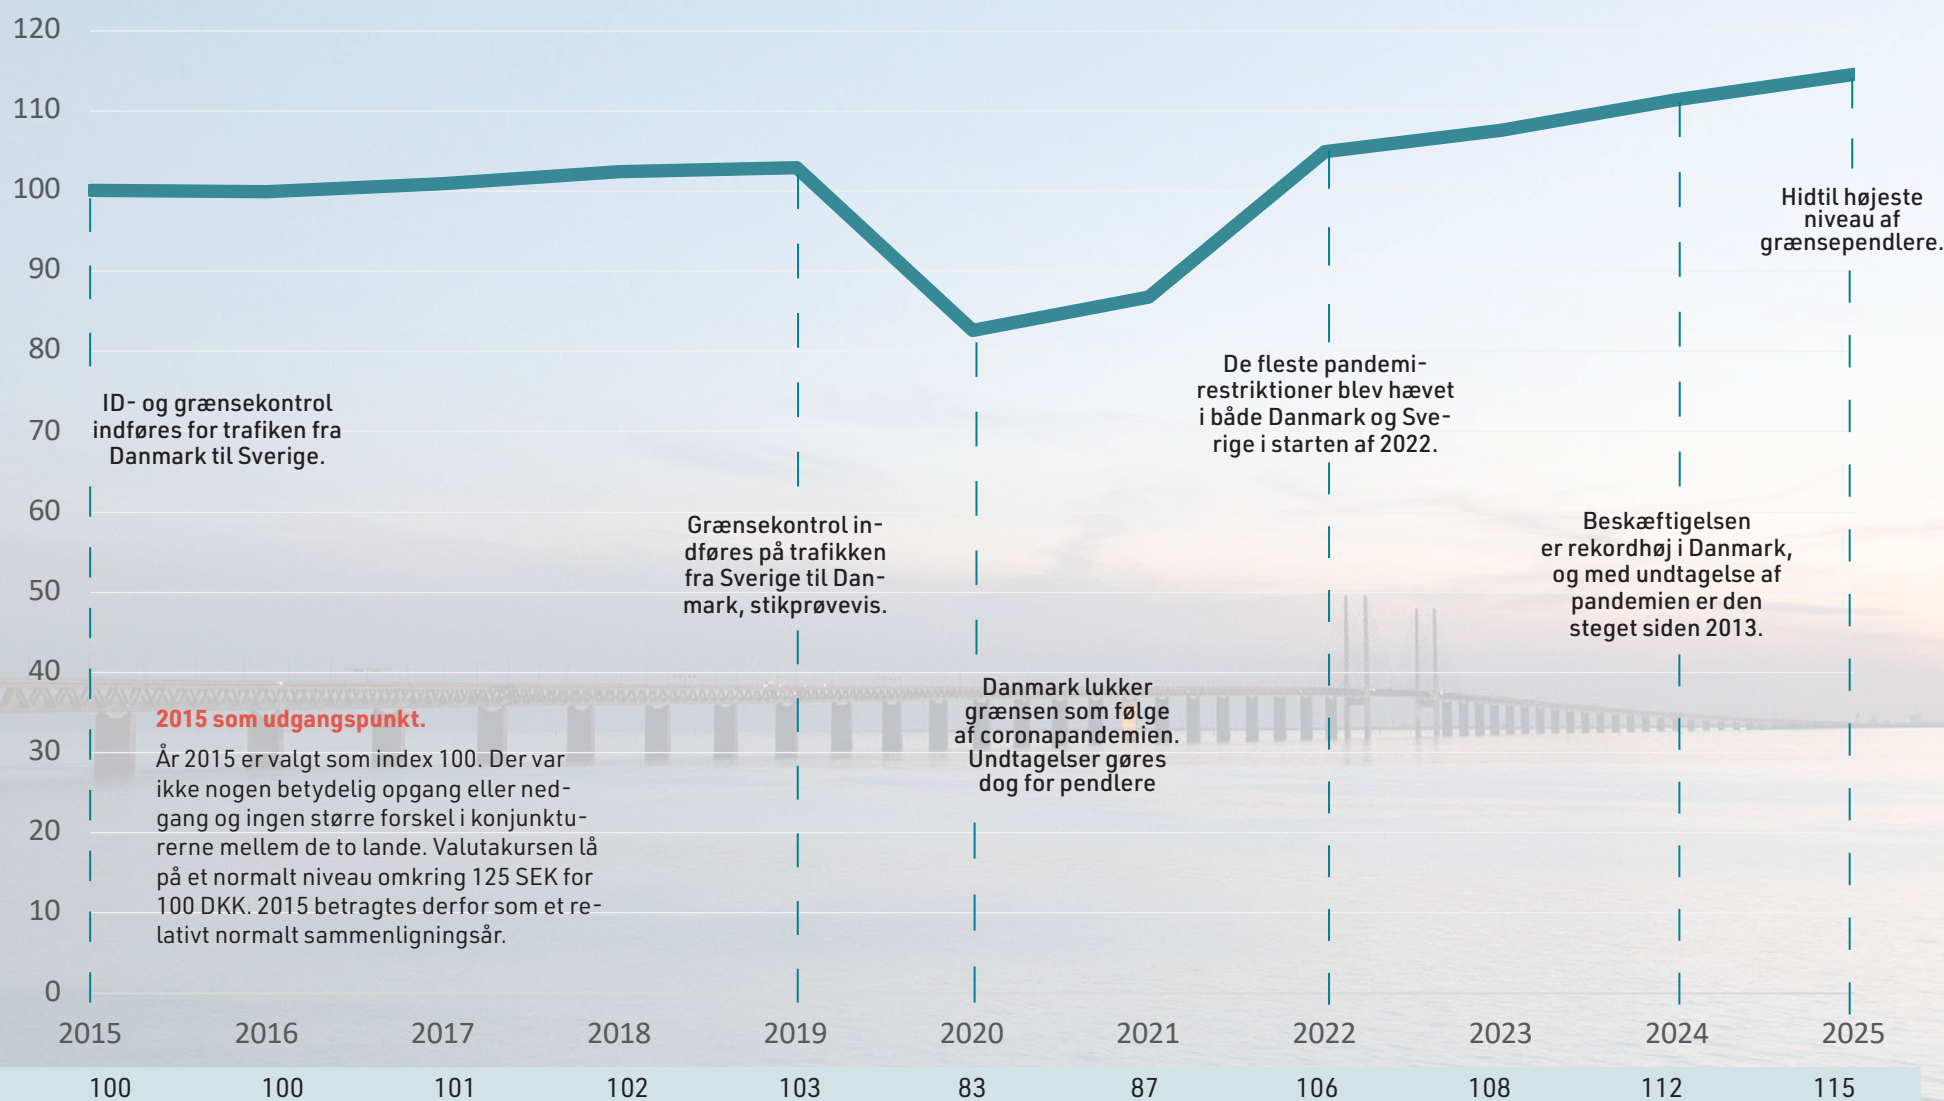 120
110
100
90
80
70
60
50
40
30
20
10
0
ID- og grænsekontrol
indføres for trafiken fra
Danmark til Sverige.
2015 som udgangspunkt.
År 2015 er valgt som index 100. Der var
ikke nogen betydelig opgang eller ned-
gang og ingen større forskel i konjunktu-
rerne mellem de to lande. Valutakursen lå
på et normalt niveau omkring 125 SEK for
100 DKK. 2015 betragtes derfor som et re-
lativt normalt sammenligningsår.
Grænsekontrol in-
dføres på trafikken
fra Sverige til Dan-
mark, stikprøvevis.
Danmark lukker
grænsen som følge
af coronapandemien.
Undtagelser gøres
dog for pendlere
De fleste pandemi-
restriktioner blev hævet
i både Danmark og Sve-
rige i starten af 2022.
Beskæftigelsen
er rekordhøj i Danmark,
og med undtagelse af
pandemien er den
steget siden 2013.
Hidtil højeste
niveau af
grænsependlere.
2015 2016 2017 2018 2019 2020 2021 2022 2023 2024 2025
100 100 101 102 103 83 87 106 108 112 115